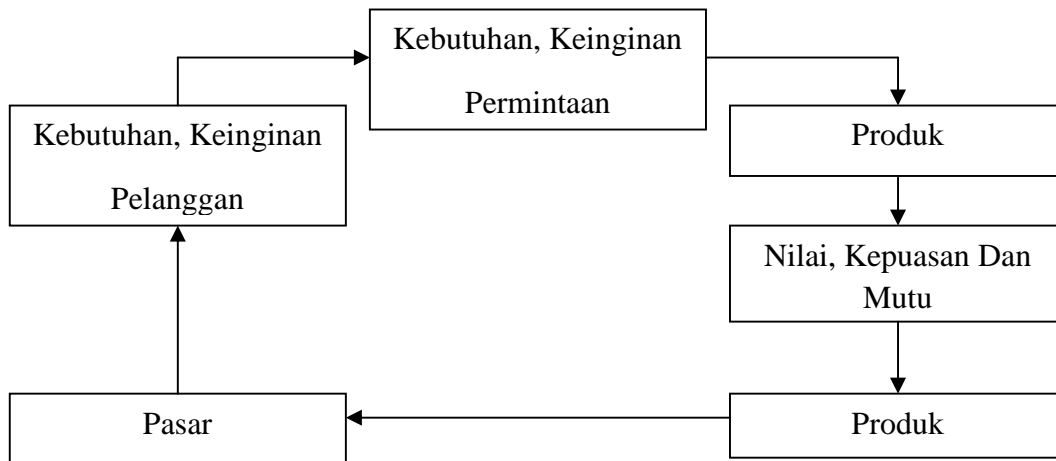 Kebutuhan, Keinginan
Permintaan
Kebutuhan, Keinginan
Pelanggan
Produk
Nilai, Kepuasan Dan
Mutu
Pasar
Produk